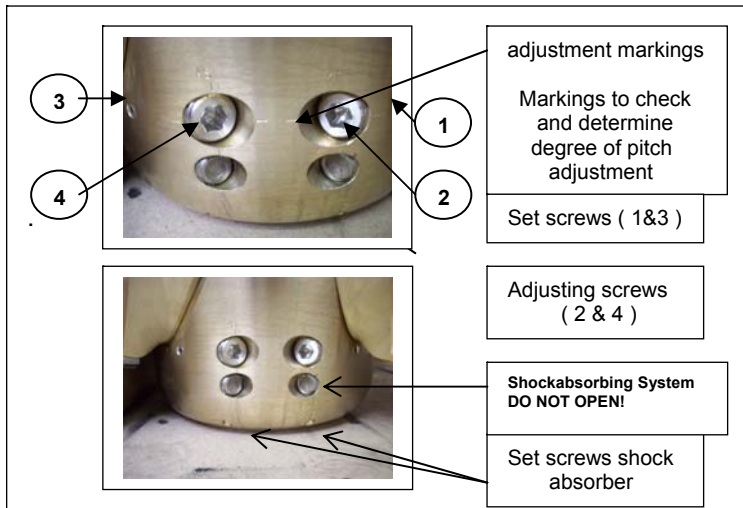 adjustment markings
Markings to check
and determine
degree of pitch
adjustment
3
1
4
2
Set screws ( 1&3 )
Adjusting screws
( 2 & 4 )
Shockabsorbing System
DO NOT OPEN!
Set screws shock
absorber